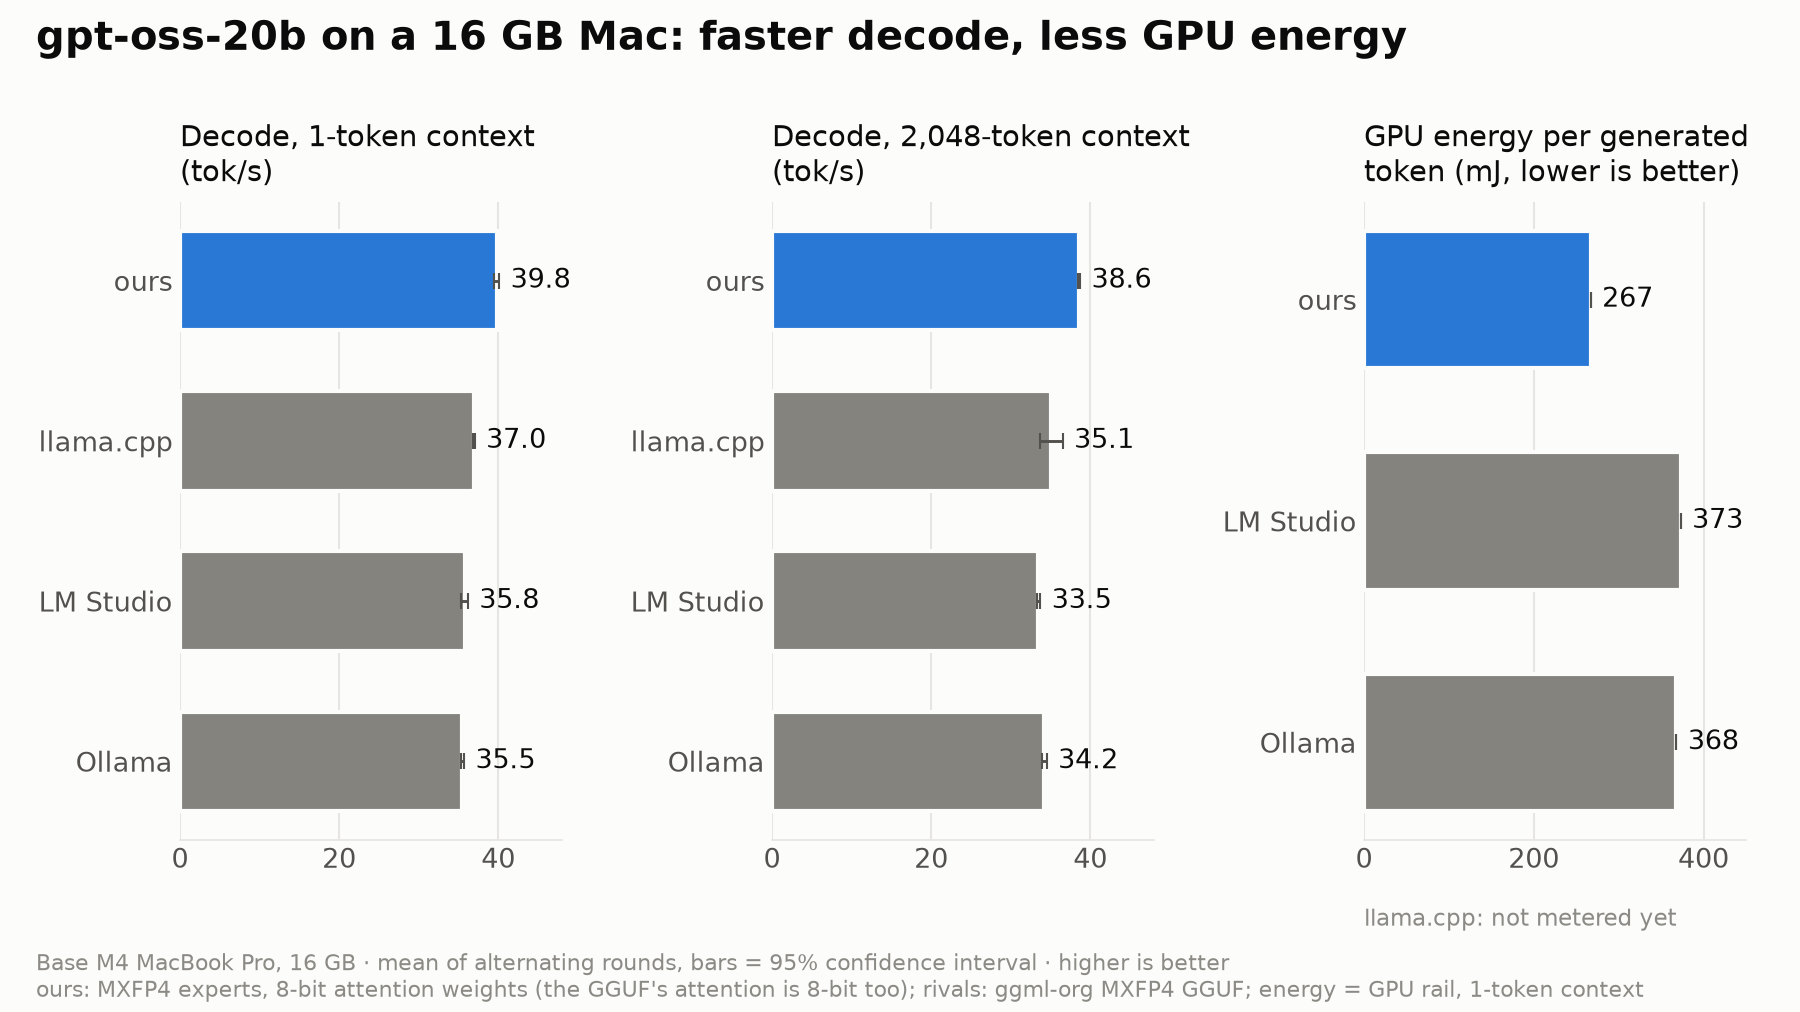 gpt-oss-20b on a 16 GB Mac: faster decode, less GPU energy
Decode, 1-token context
(tok/s)
ours
39.8
llama.cpp
37.0
LM Studio
35.8
Ollama
35.5
0 20 40
Decode, 2,048-token context
(tok/s)
ours
38.6
llama.cpp
35.1
LM Studio
33.5
Ollama
34.2
0 20 40
GPU energy per generated
token (mJ, lower is better)
ours
267
LM Studio
373
Ollama
368
0 200 400
llama.cpp: not metered yet
Base M4 MacBook Pro, 16 GB · mean of alternating rounds, bars = 95% confidence interval · higher is better
ours: MXFP4 experts, 8-bit attention weights (the GGUF's attention is 8-bit too); rivals: ggml-org MXFP4 GGUF; energy = GPU rail, 1-token context